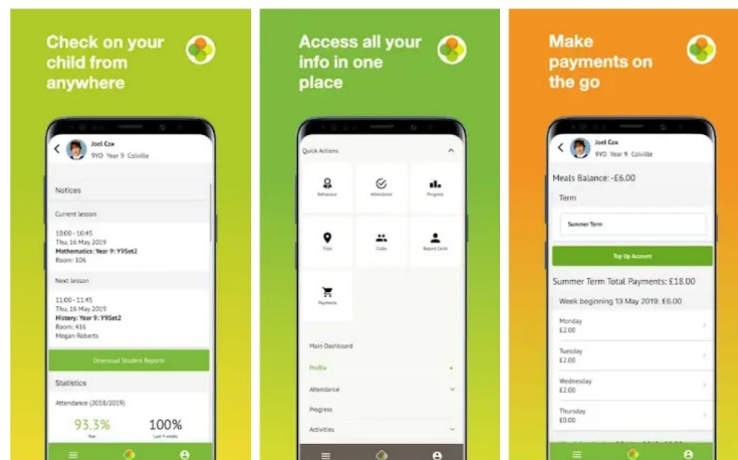 Check on your
child from
anywhere
Joel Cox
9YO Year 9 Colville
Notices
Current lesson
10:00 - 10:45
Thu, 16 May 2019
Mathematics: Year 9: Y9Set2
Room: 106
Next lesson
11:00 - 11:45
Thu, 16 May 2019
History: Year 9: Y9Set2
Room: 416
Megan Roberts
Download Student Reports
Statistics
Attendance (2018/2019)
93.3%
100%
Year
Last 4 weeks
Access all your
info in one
place
Quick Actions
Behaviour
Attendance
Progress
Trips
Clubs
Report Cards
Payments
Main Dashboard
Profile
Attendance
Progress
Activities
Make
payments on
the go
Joel Cox
9YO Year 9 Colville
Meals Balance: -£6.00
Term
Summer Term
Top Up Account
Summer Term Total Payments: £18.00
Week beginning 13 May 2019: £6.00
Monday
£2.00
Tuesday
£2.00
Wednesday
£2.00
Thursday
£0.00